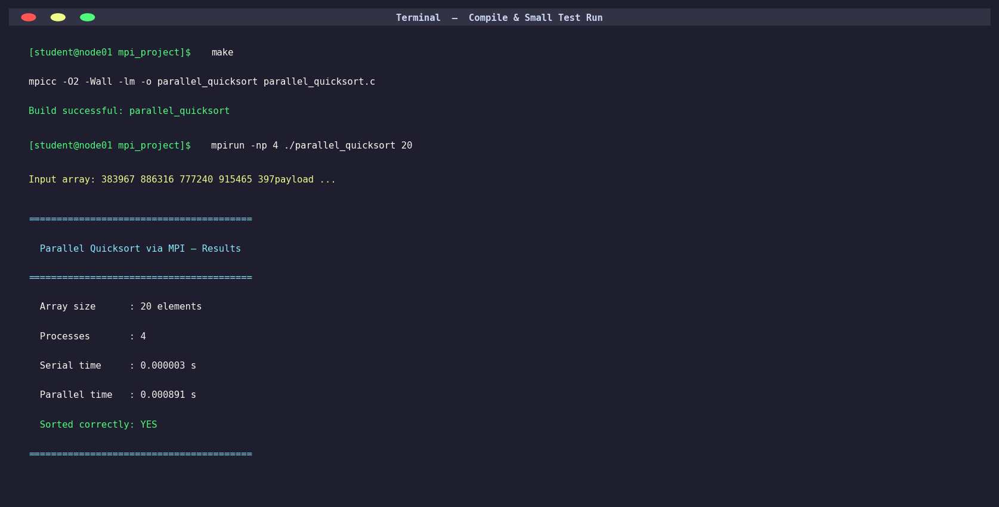 Terminal  —  Compile & Small Test Run
[student@node01 mpi_project]$ make
mpicc -O2 -Wall -lm -o parallel_quicksort parallel_quicksort.c
Build successful: parallel_quicksort
[student@node01 mpi_project]$ mpirun -np 4 ./parallel_quicksort 20
Input array: 383967 886316 777240 915465 397payload ...
========================================
Parallel Quicksort via MPI — Results
========================================
Array size      : 20 elements
Processes       : 4
Serial time     : 0.000003 s
Parallel time   : 0.000891 s
Sorted correctly: YES
========================================